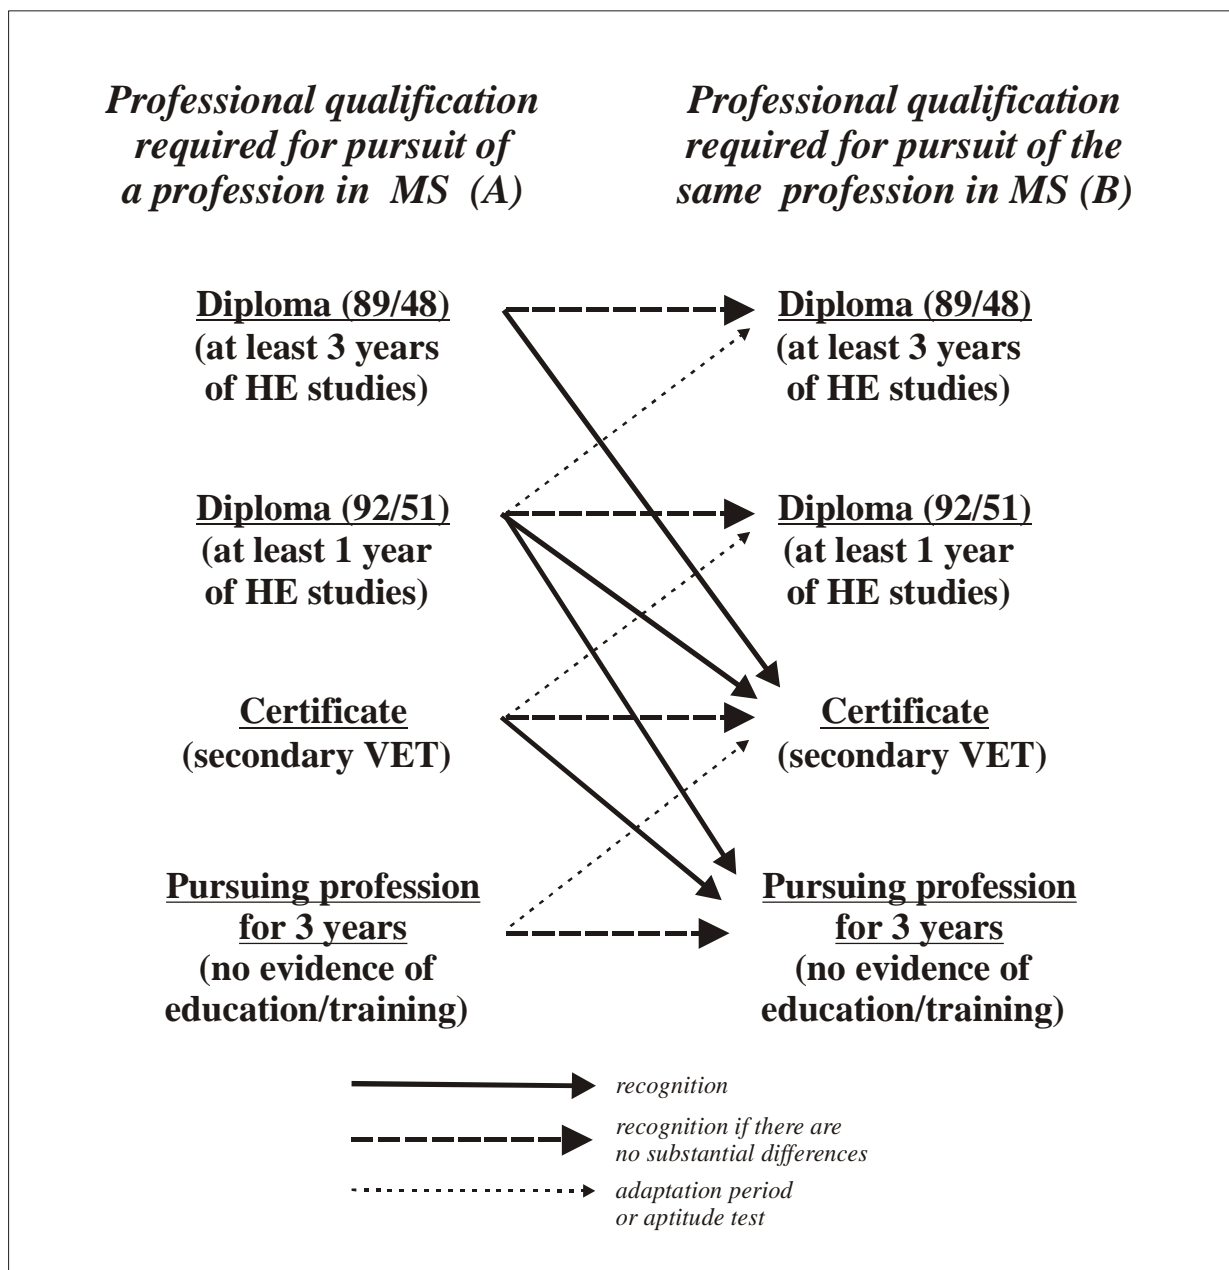 Professional qualification
required for pursuit of
a profession in MS (A)
Professional qualification
required for pursuit of the
same profession in MS (B)
Diploma (89/48)
(at least 3 years
of HE studies)
Diploma (89/48)
(at least 3 years
of HE studies)
Diploma (92/51)
(at least 1 year
of HE studies)
Diploma (92/51)
(at least 1 year
of HE studies)
Certificate
(secondary VET)
Certificate
(secondary VET)
Pursuing profession
for 3 years
(no evidence of
education/training)
Pursuing profession
for 3 years
(no evidence of
education/training)
recognition
recognition if there are
no substantial differences
adaptation period
or aptitude test